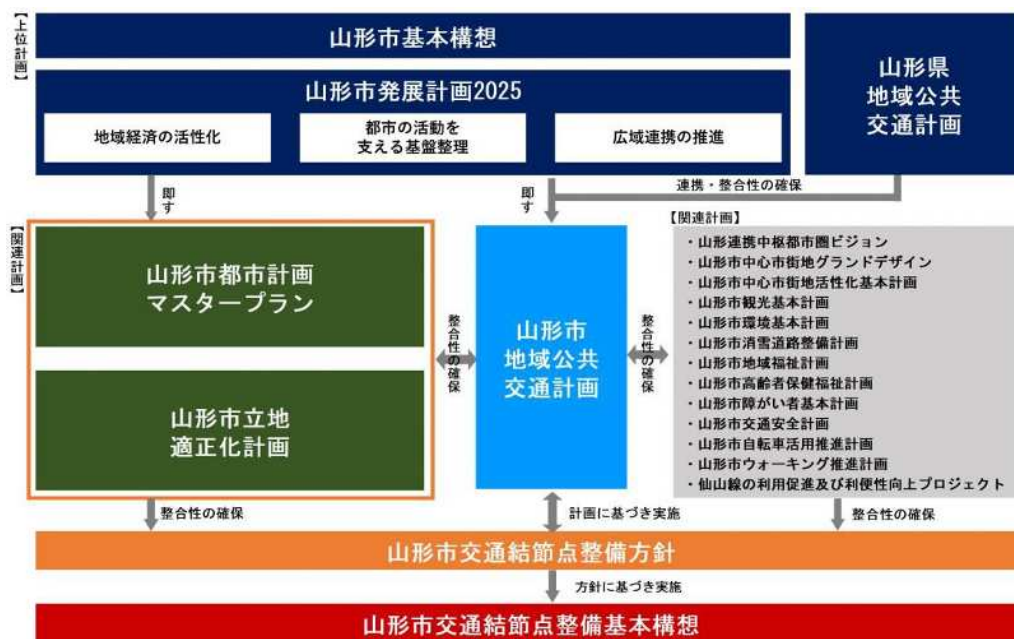 【上位計画】
山形市基本構想
山形市発展計画2025
地域経済の活性化
都市の活動を
支える基盤整理
広域連携の推進
山形県
地域公共
交通計画
即す
即す
連携・整合性の確保
【関連計画】
山形市都市計画
マスタープラン
山形市立地
適正化計画
整合性の確保
山形市
地域公共
交通計画
整合性の確保
【関連計画】
・山形連携中枢都市圏ビジョン
・山形市中心市街地グランドデザイン
・山形市中心市街地活性化基本計画
・山形市観光基本計画
・山形市環境基本計画
・山形市消雪道路整備計画
・山形市地域福祉計画
・山形市高齢者保健福祉計画
・山形市障がい者基本計画
・山形市交通安全計画
・山形市自転車活用推進計画
・山形市ウォーキング推進計画
・仙山線の利用促進及び利便性向上プロジェクト
整合性の確保
計画に基づき実施
整合性の確保
山形市交通結節点整備方針
方針に基づき実施
山形市交通結節点整備基本構想